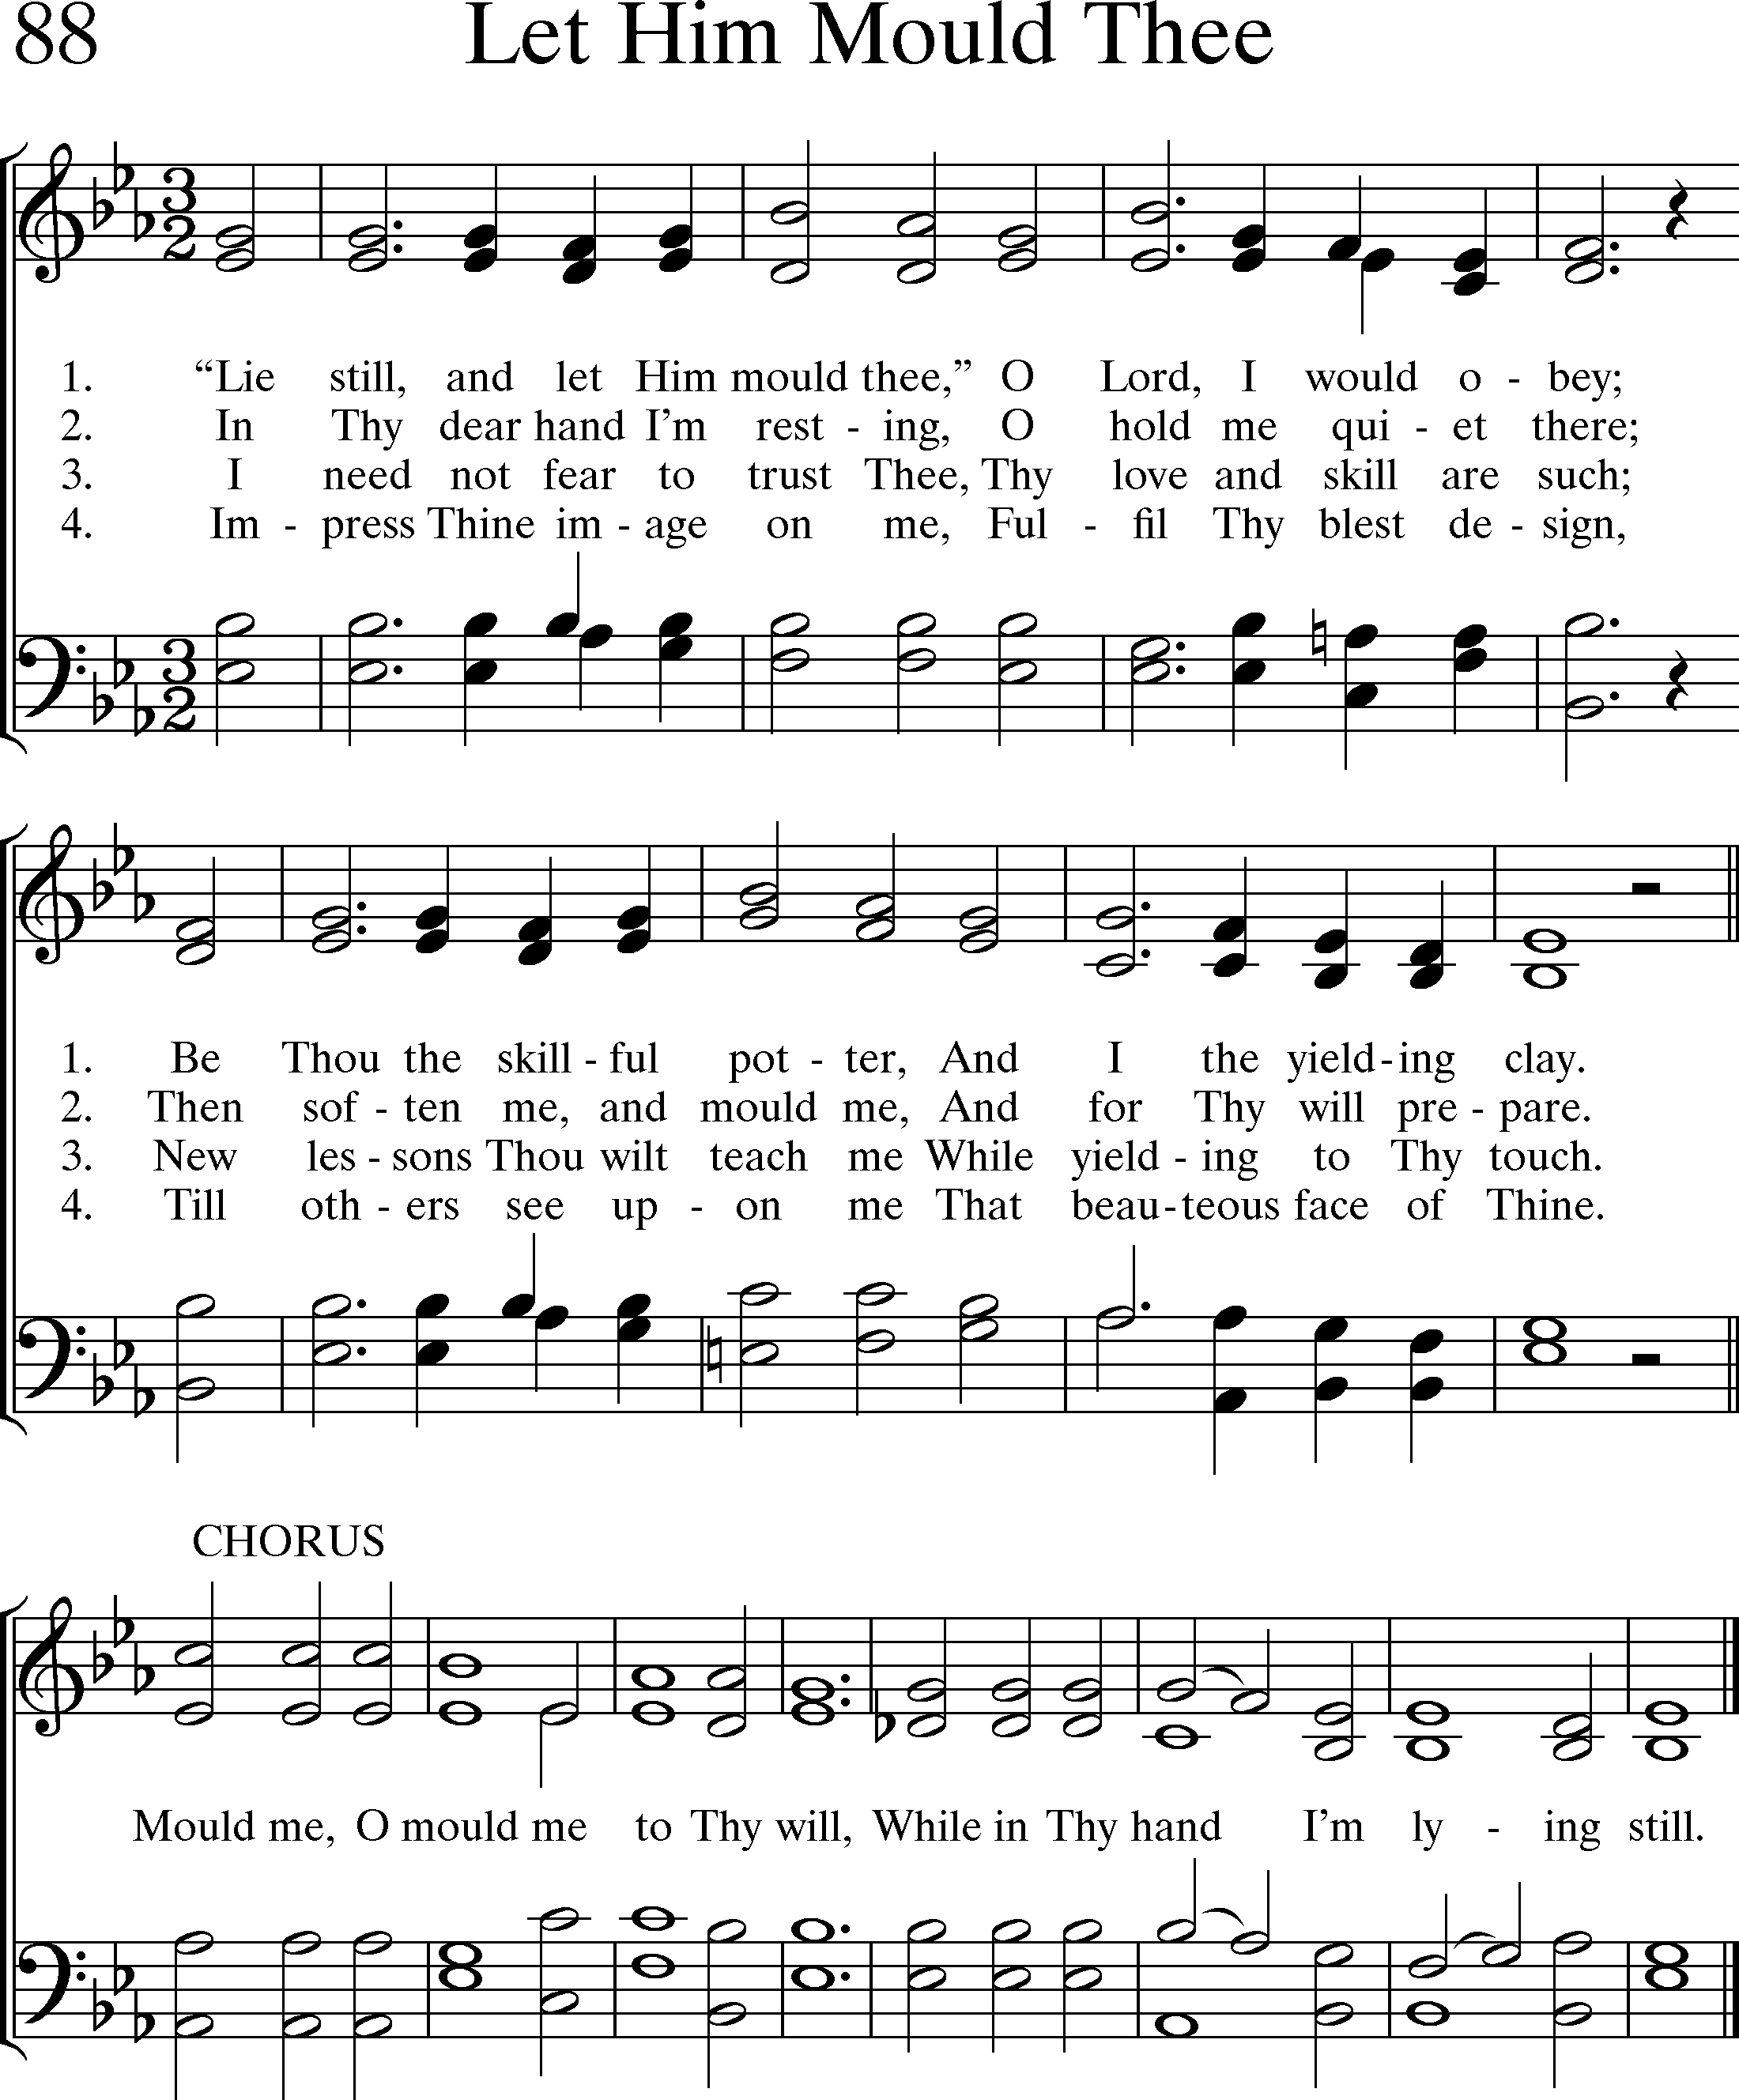 88 Let Him Mould Thee
1. “Lie still, and let Him mould thee,” O Lord, I would o - bey;
2. In Thy dear hand I’m rest - ing, O hold me qui - et there;
3. I need not fear to trust Thee, Thy love and skill are such;
4. Im - press Thine im - age on me, Ful - fil Thy blest de - sign,
1. Be Thou the skill - ful pot - ter, And I the yield - ing clay.
2. Then sof - ten me, and mould me, And for Thy will pre - pare.
3. New les - sons Thou wilt teach me While yield - ing to Thy touch.
4. Till oth - ers see up - on me That beau - teous face of Thine.
CHORUS
Mould me, O mould me to Thy will, While in Thy hand I’m ly - ing still.